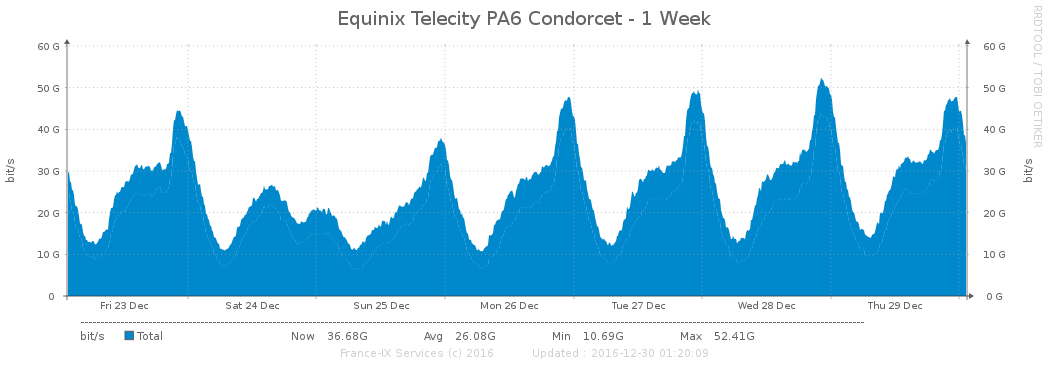 Equinix Telecity PA6 Condorcet - 1 Week
RRDTOOL / TOBI OETIKER
bit/s
bit/s
60 G 60 G
50 G 50 G
40 G 40 G
30 G 30 G
20 G 20 G
10 G 10 G
0 0 G
Fri 23 Dec Sat 24 Dec Sun 25 Dec Mon 26 Dec Tue 27 Dec Wed 28 Dec Thu 29 Dec
bit/s Total Now 36.68G Avg 26.08G Min 10.69G Max 52.41G
France-IX Services (c) 2016 Updated : 2016-12-30 01:20:09